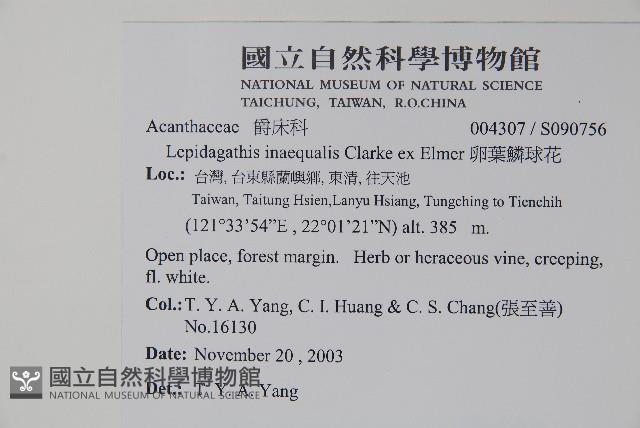 國立自然科學博物館
NATIONAL MUSEUM OF NATURAL SCIENCE
TAICHUNG, TAIWAN, R.O.CHINA
Acanthaceae 爵床科 004307 / S090756
Lepidagathis inaequalis Clarke ex Elmer 卵葉鱗球花
Loc.: 台灣, 台東縣蘭嶼鄉, 東清, 往天池
Taiwan, Taitung Hsien,Lanyu Hsiang, Tungching to Tienchih
(121°33’54”E , 22°01’21”N) alt. 385 m.
Open place, forest margin. Herb or heraceous vine, creeping,
fl. white.
Col.: T. Y. A. Yang, C. I. Huang & C. S. Chang(張至善)
No.16130
Date: November 20 , 2003
Det.: T. Y. A. Yang
國立自然科學博物館
NATIONAL MUSEUM OF NATURAL SCIENCE